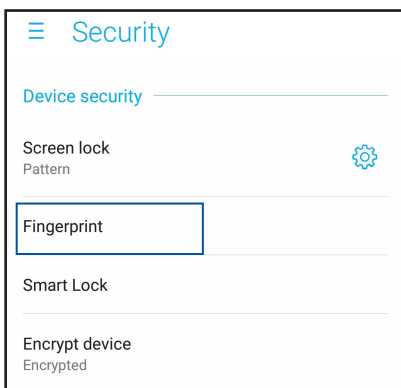 Security
Device security
Screen lock
Pattern
Fingerprint
Smart Lock
Encrypt device
Encrypted